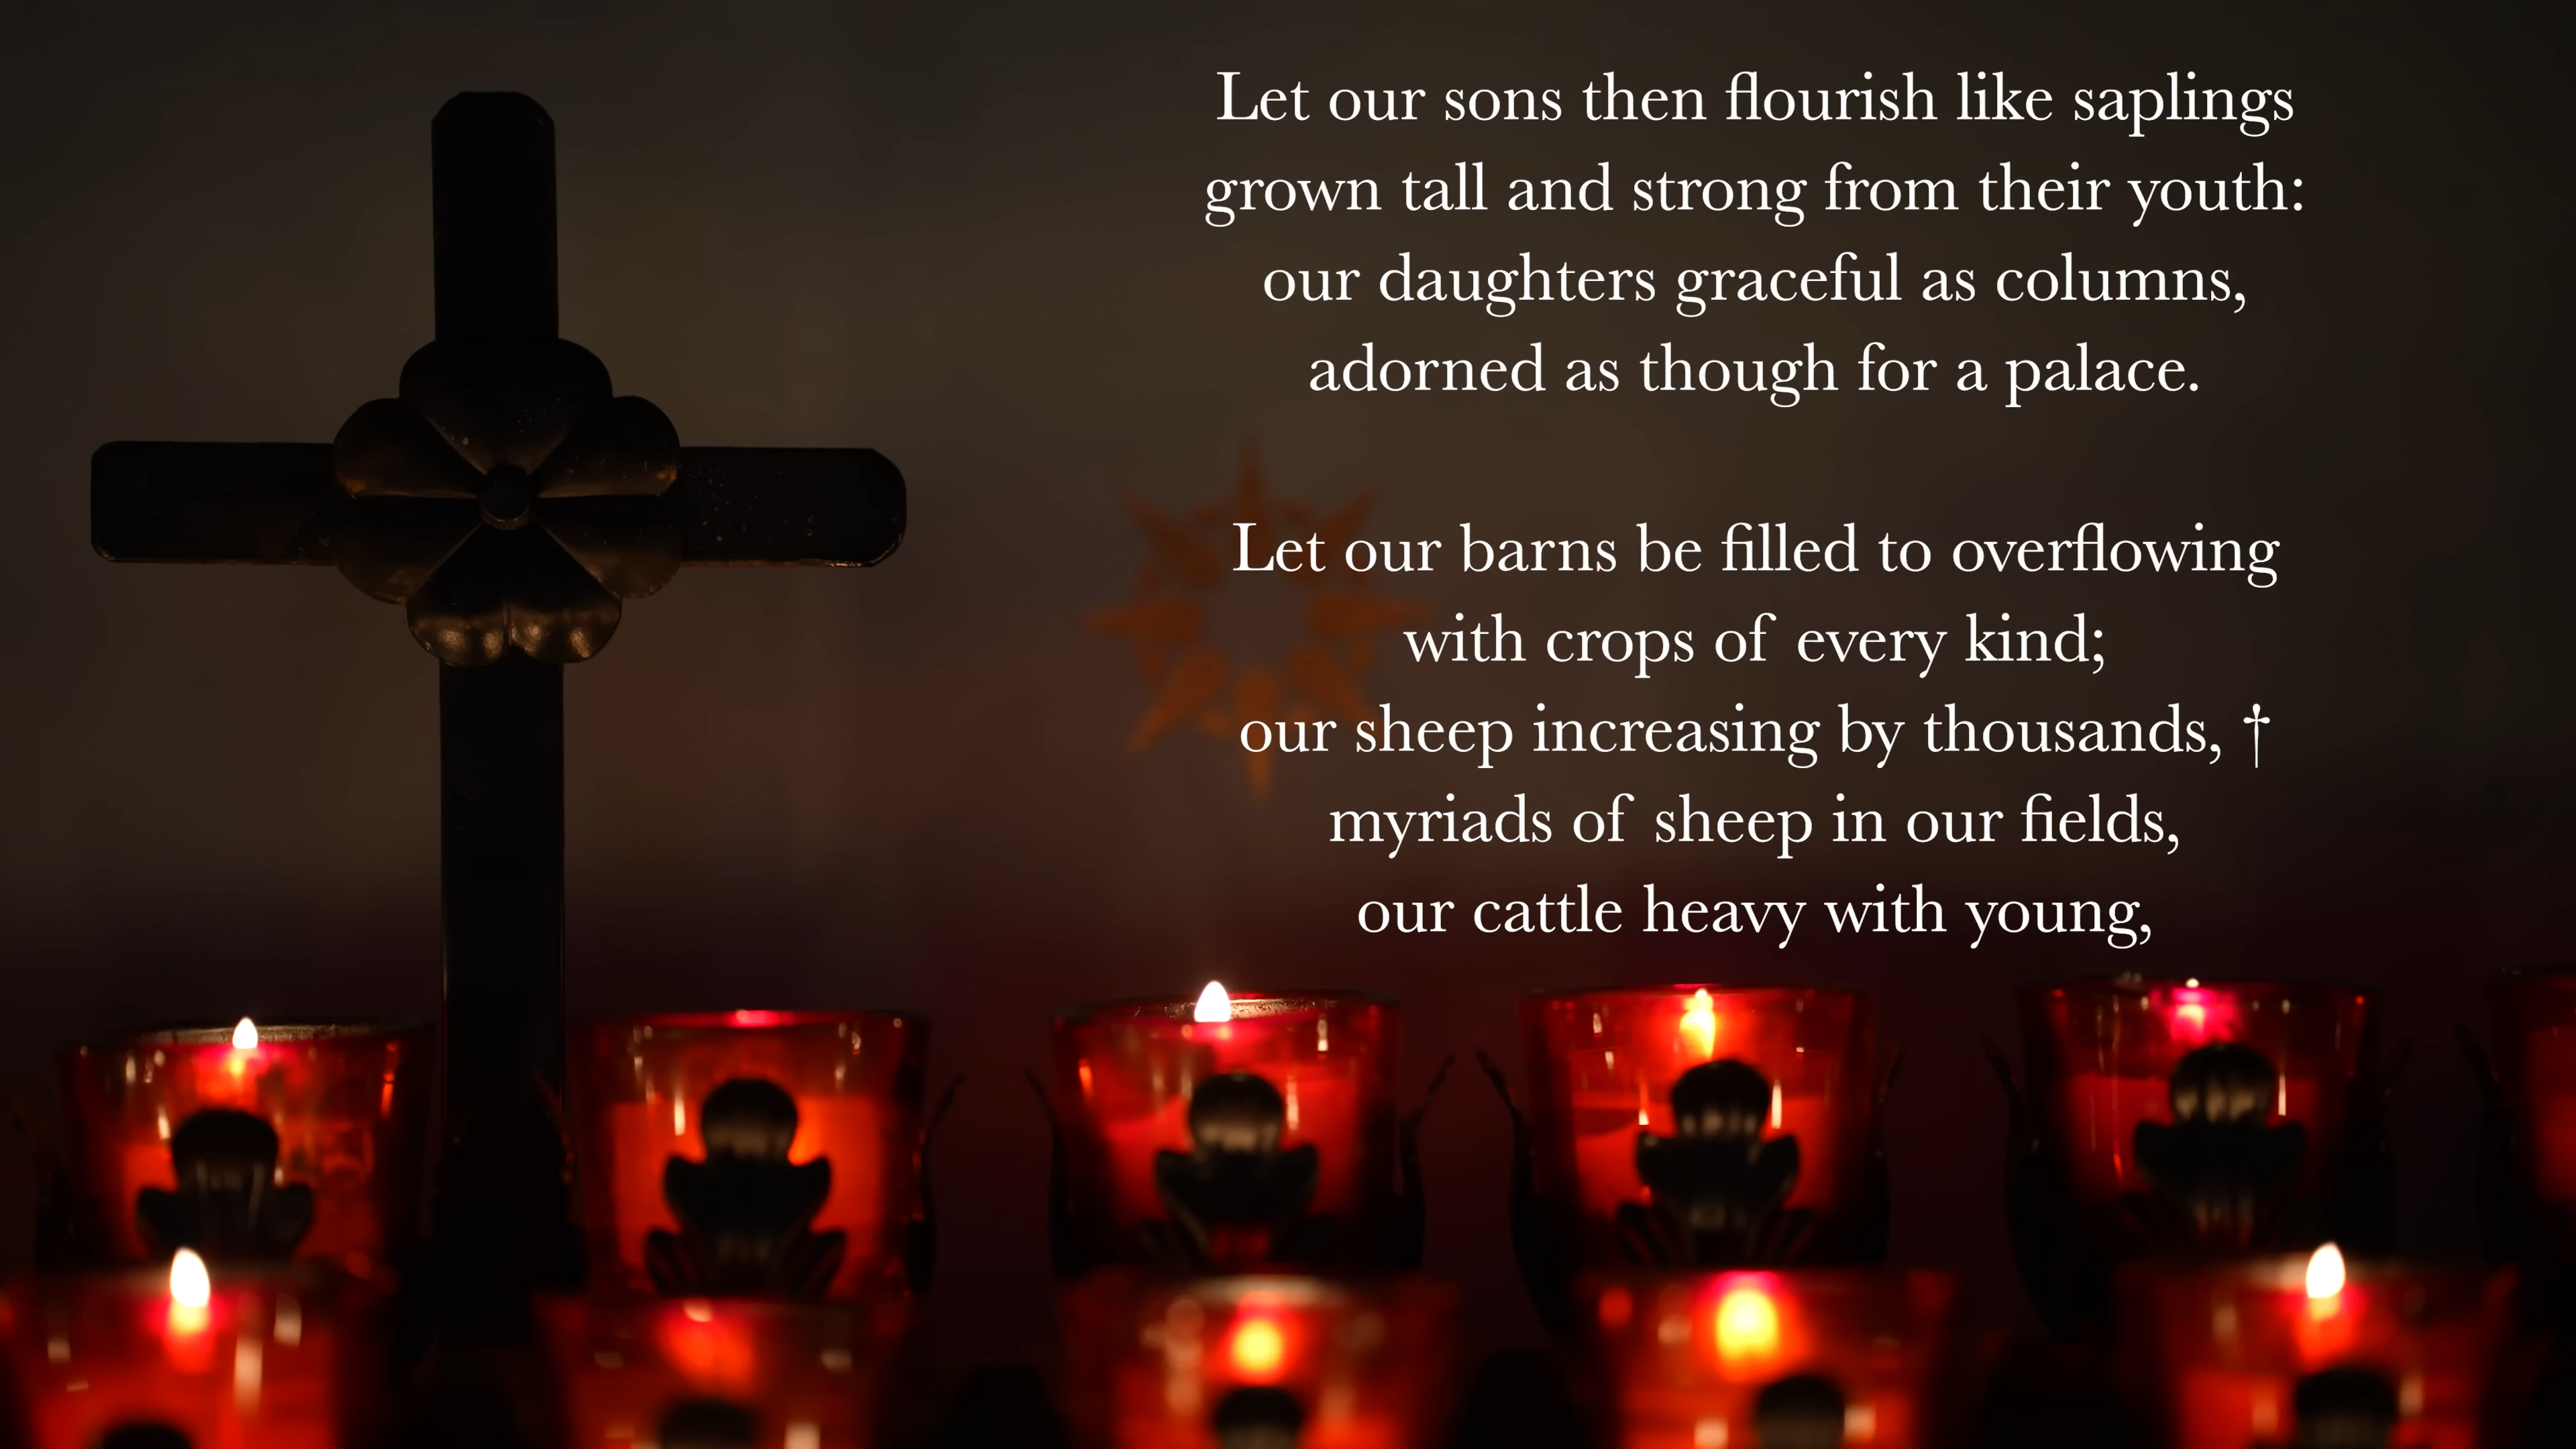 Let our sons then flourish like saplings
grown tall and strong from their youth:
our daughters graceful as columns,
adorned as though for a palace.
Let our barns be filled to overflowing
with crops of every kind;
our sheep increasing by thousands, †
myriads of sheep in our fields,
our cattle heavy with young,